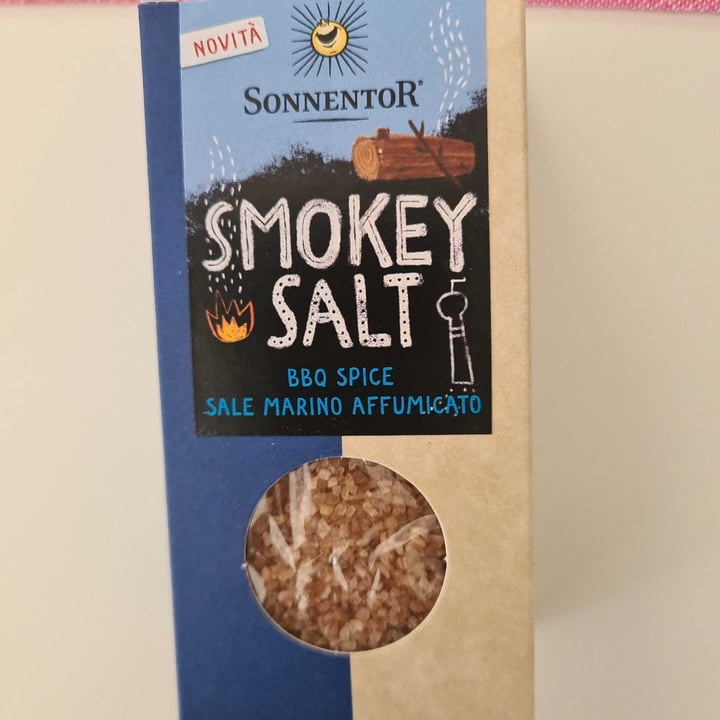 NOVITÀ
SONNENTOR®
SMOKEY
SALT
BBQ SPICE
SALE MARINO AFFUMICATO